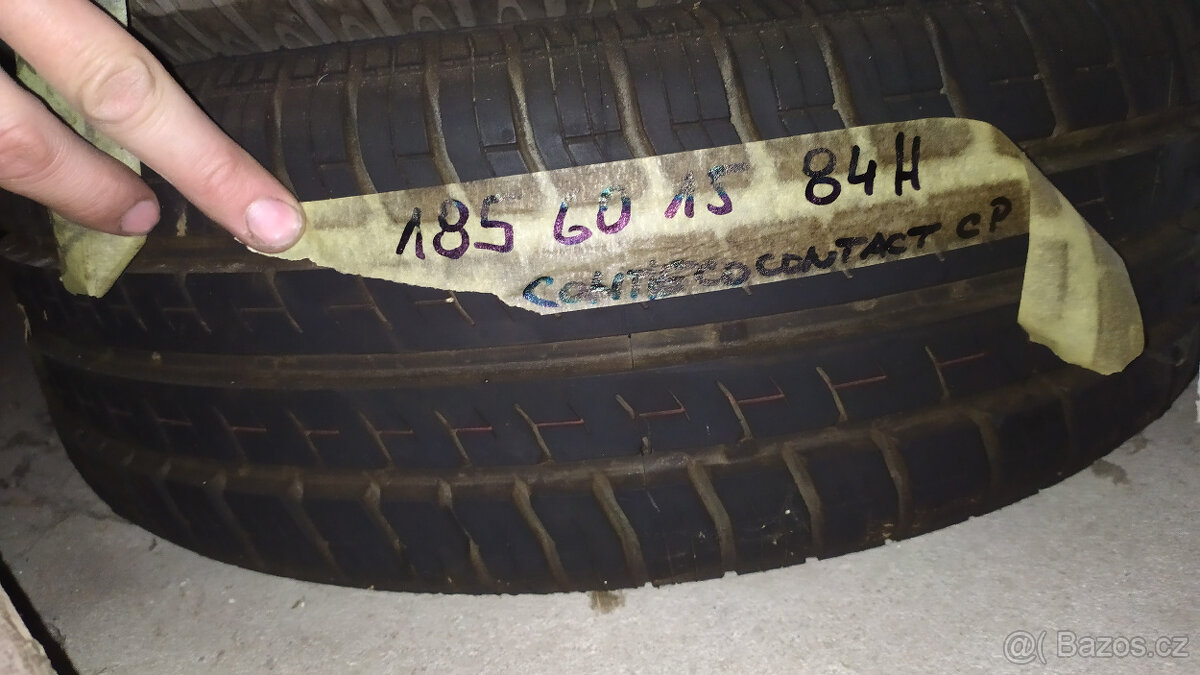 185 60 15 84H
CONTIECOCONTACT CP
@( Bazos.cz